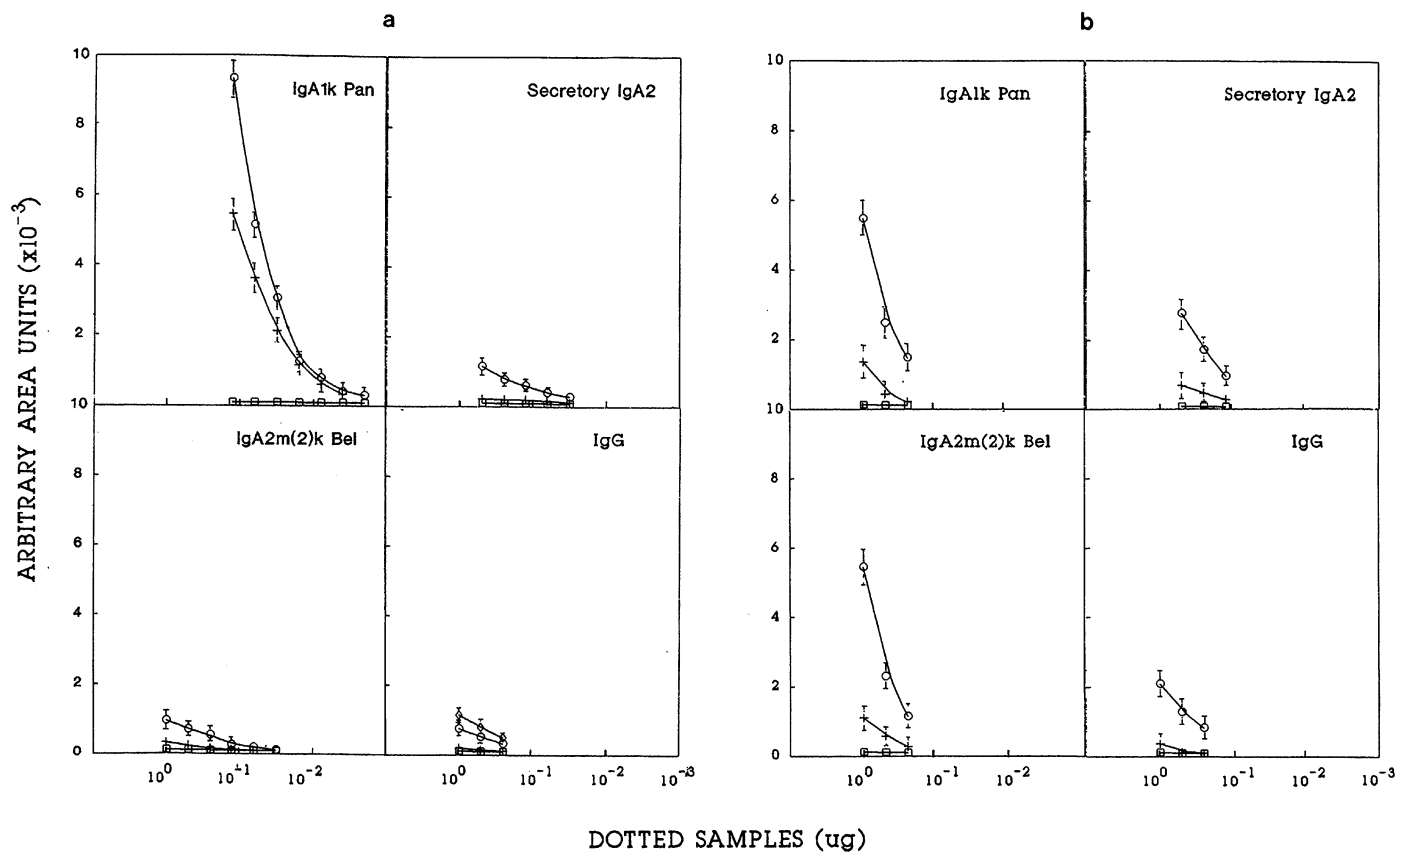 a
b
ARBITRARY AREA UNITS (x10⁻³)
10
8
6
4
2
10
8
6
4
2
0
IgA1k Pan
Secretory IgA2
IgA2m(2)k Bel
IgG
10⁰ 10⁻¹ 10⁻²
10⁰ 10⁻¹ 10⁻² 10⁻³
10
8
6
4
2
10
8
6
4
2
0
IgA1k Pan
Secretory IgA2
IgA2m(2)k Bel
IgG
10⁰ 10⁻¹ 10⁻²
10⁰ 10⁻¹ 10⁻² 10⁻³
DOTTED SAMPLES (ug)